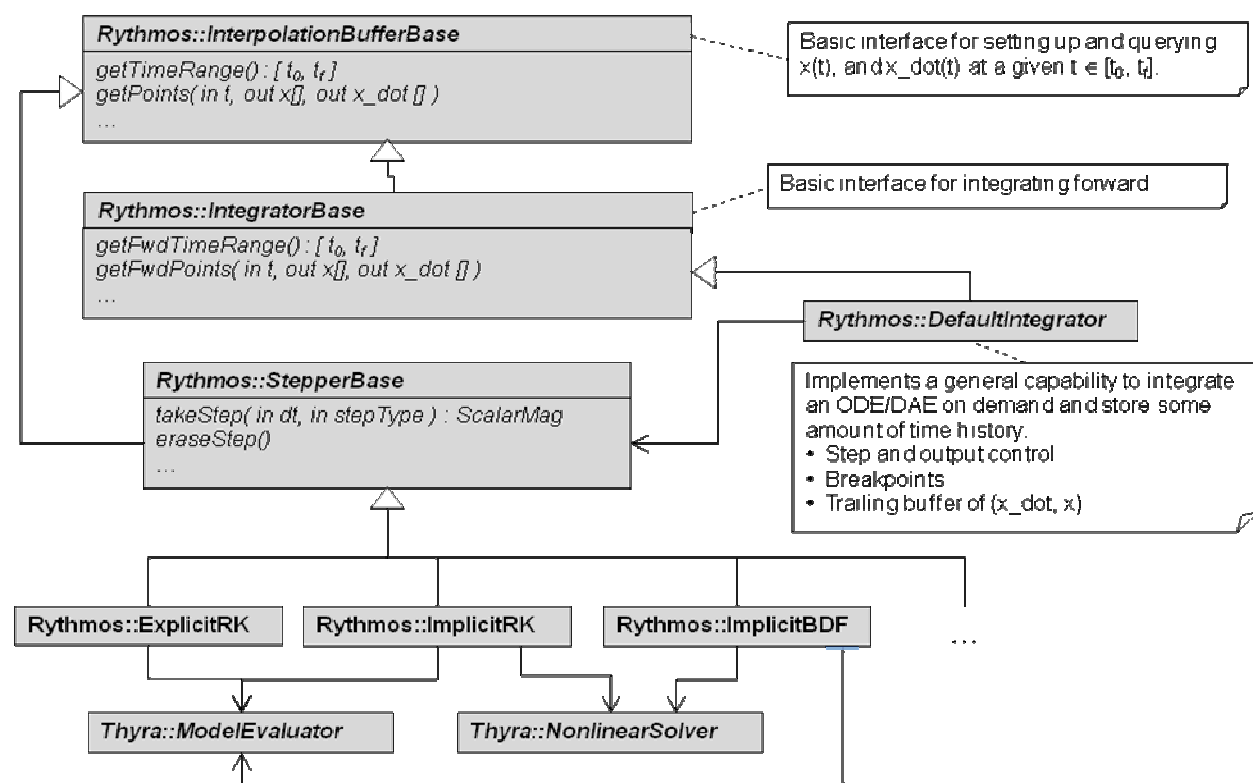 Rythmos::InterpolationBufferBase
getTimeRange() : [ t0, tf ]
getPoints( in t, out x[], out x_dot [] )
...
Basic interface for setting up and querying
x(t), and x_dot(t) at a given t ∈ [t0, tf].
Rythmos::IntegratorBase
getFwdTimeRange() : [ t0, tf ]
getFwdPoints( in t, out x[], out x_dot [] )
...
Basic interface for integrating forward
Rythmos::DefaultIntegrator
Implements a general capability to integrate
an ODE/DAE on demand and store some
amount of time history.
• Step and output control
• Breakpoints
• Trailing buffer of (x_dot, x)
Rythmos::StepperBase
takeStep( in dt, in stepType ) : ScalarMag
eraseStep()
...
Rythmos::ExplicitRK
Rythmos::ImplicitRK
Rythmos::ImplicitBDF
...
Thyra::ModelEvaluator
Thyra::NonlinearSolver